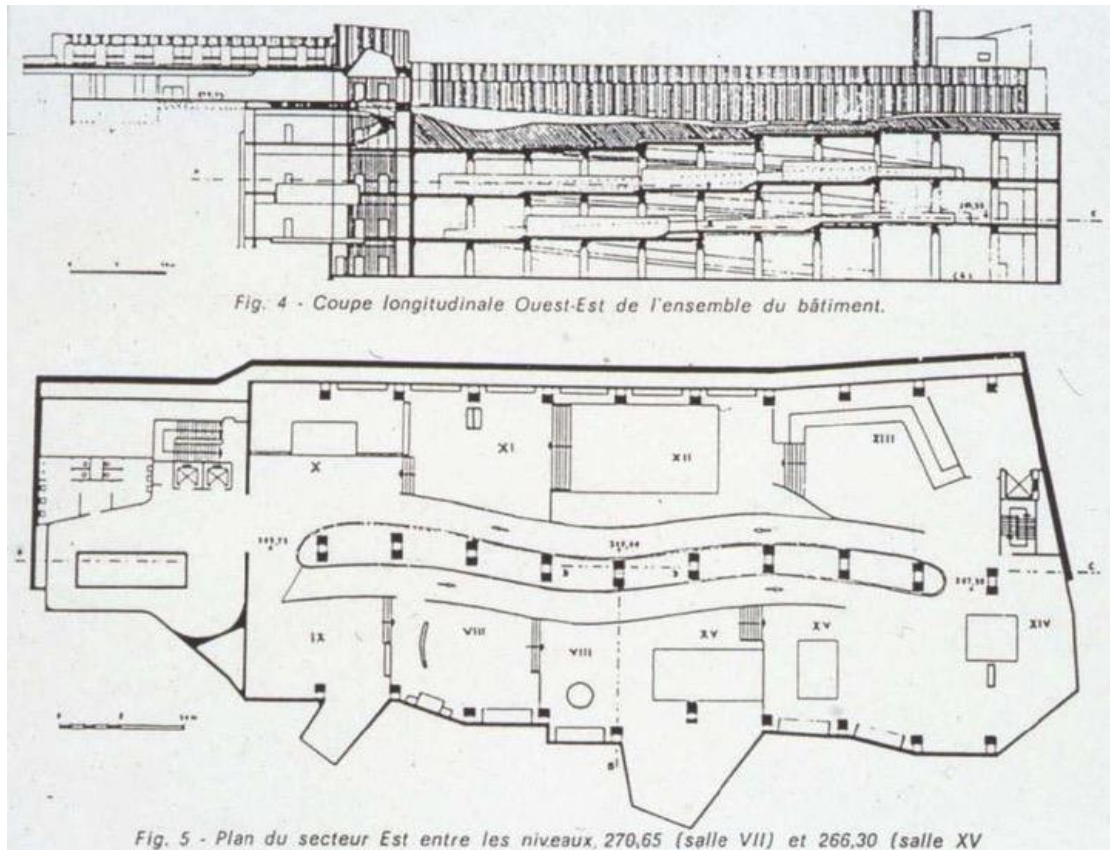 Fig. 4 - Coupe longitudinale Ouest-Est de l'ensemble du bâtiment.
X
XI
XII
XIII
IX
VIII
VIII
XV
XV
XIV
Fig. 5 - Plan du secteur Est entre les niveaux, 270,65 (salle VII) et 266,30 (salle XV